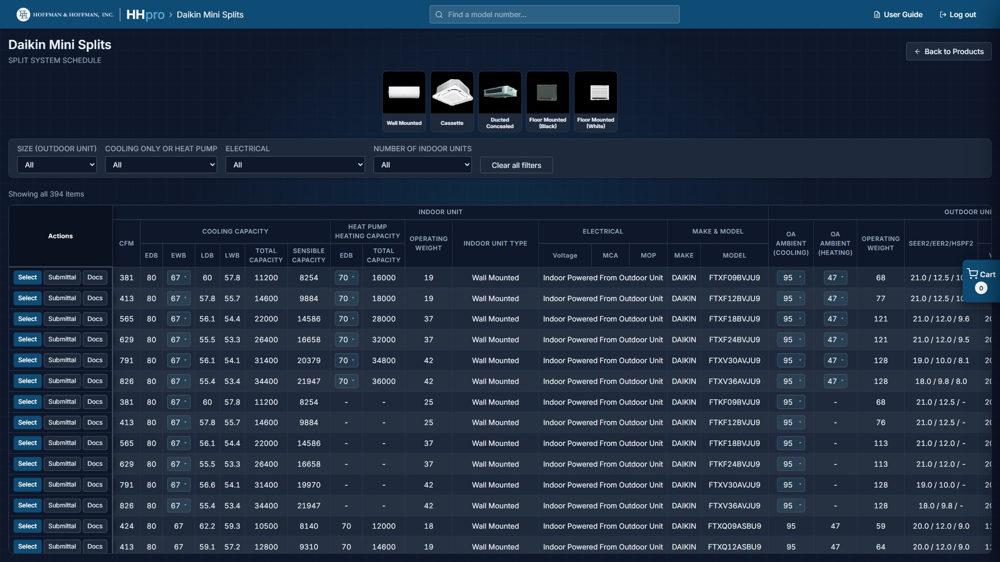 HOFFMAN & HOFFMAN, INC. HHpro › Daikin Mini Splits Find a model number... User Guide Log out
Daikin Mini Splits
SPLIT SYSTEM SCHEDULE
← Back to Products
Wall Mounted
Cassette
Ducted
Concealed
Floor Mounted
(Black)
Floor Mounted
(White)
SIZE (OUTDOOR UNIT) COOLING ONLY OR HEAT PUMP ELECTRICAL NUMBER OF INDOOR UNITS
All All All All Clear all filters
Showing all 394 items
Actions
INDOOR UNIT OUTDOOR UNI
CFM
COOLING CAPACITY
HEAT PUMP
HEATING CAPACITY
OPERATING
WEIGHT
INDOOR UNIT TYPE
ELECTRICAL
MAKE & MODEL
OA
AMBIENT
(COOLING)
OA
AMBIENT
(HEATING)
OPERATING
WEIGHT
SEER2/EER2/HSPF2
EDB EWB LDB LWB
TOTAL
CAPACITY
SENSIBLE
CAPACITY
EDB
TOTAL
CAPACITY
Voltage MCA MOP MAKE MODEL
Select Submittal Docs 381 80 67 60 57.8 11200 8254 70 16000 19 Wall Mounted Indoor Powered From Outdoor Unit DAIKIN FTXF09BVJU9 95 47 68 21.0 / 12.5 / 10
Cart
0
Select Submittal Docs 413 80 67 57.8 55.7 14600 9884 70 18000 19 Wall Mounted Indoor Powered From Outdoor Unit DAIKIN FTXF12BVJU9 95 47 77 21.0 / 12.5 / 10
Select Submittal Docs 565 80 67 56.1 54.4 22000 14586 70 28000 37 Wall Mounted Indoor Powered From Outdoor Unit DAIKIN FTXF18BVJU9 95 47 121 21.0 / 12.0 / 9.6 20
Select Submittal Docs 629 80 67 55.5 53.3 26400 16658 70 32000 37 Wall Mounted Indoor Powered From Outdoor Unit DAIKIN FTXF24BVJU9 95 47 121 21.0 / 12.0 / 9.5 20
Select Submittal Docs 791 80 67 56.1 54.1 31400 20379 70 34800 42 Wall Mounted Indoor Powered From Outdoor Unit DAIKIN FTXV30AVJU9 95 47 128 19.0 / 10.0 / 8.1 20
Select Submittal Docs 826 80 67 55.4 53.4 34400 21947 70 36000 42 Wall Mounted Indoor Powered From Outdoor Unit DAIKIN FTXV36AVJU9 95 47 128 18.0 / 9.8 / 8.0 20
Select Submittal Docs 381 80 67 60 57.8 11200 8254 - - 25 Wall Mounted Indoor Powered From Outdoor Unit DAIKIN FTKF09BVJU9 95 - 68 21.0 / 12.5 / - 20
Select Submittal Docs 413 80 67 57.8 55.7 14600 9884 - - 25 Wall Mounted Indoor Powered From Outdoor Unit DAIKIN FTKF12BVJU9 95 - 76 21.0 / 12.5 / - 20
Select Submittal Docs 565 80 67 56.1 54.4 22000 14586 - - 37 Wall Mounted Indoor Powered From Outdoor Unit DAIKIN FTKF18BVJU9 95 - 113 21.0 / 12.0 / - 20
Select Submittal Docs 629 80 67 55.5 53.3 26400 16658 - - 37 Wall Mounted Indoor Powered From Outdoor Unit DAIKIN FTKF24BVJU9 95 - 113 21.0 / 12.0 / - 20
Select Submittal Docs 791 80 67 56.6 54.1 31400 19970 - - 42 Wall Mounted Indoor Powered From Outdoor Unit DAIKIN FTXV30AVJU9 95 - 128 19.0 / 10.0 / - 20
Select Submittal Docs 826 80 67 55.4 53.4 34400 21947 - - 42 Wall Mounted Indoor Powered From Outdoor Unit DAIKIN FTXV36AVJU9 95 - 128 18.0 / 9.8 / - 20
Select Submittal Docs 424 80 67 62.2 59.3 10500 8140 70 12000 18 Wall Mounted Indoor Powered From Outdoor Unit DAIKIN FTXQ09ASBU9 95 47 59 20.0 / 12.0 / 9.0
Select Submittal Docs 413 80 67 59.1 57.2 12800 9310 70 14600 19 Wall Mounted Indoor Powered From Outdoor Unit DAIKIN FTXQ12ASBU9 95 47 64 20.0 / 12.0 / 9.0